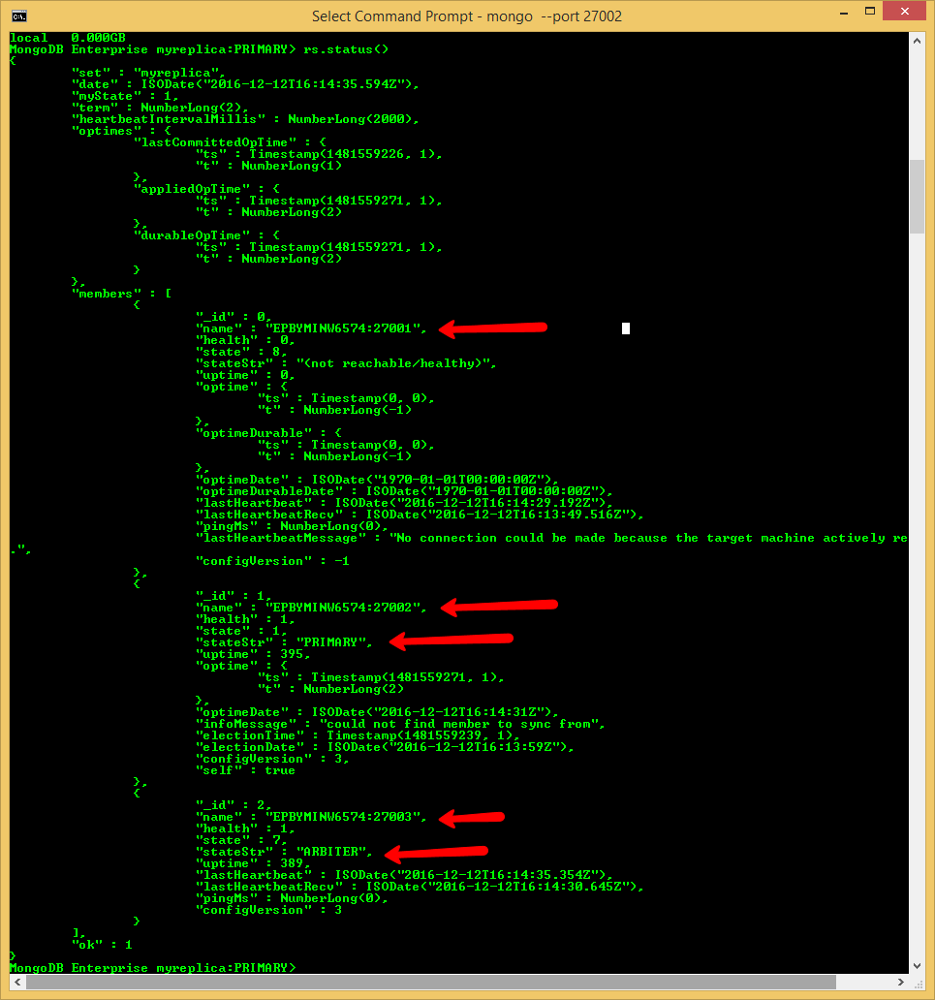 Select Command Prompt - mongo  --port 27002
local   0.000GB
MongoDB Enterprise myreplica:PRIMARY> rs.status()
{
        "set" : "myreplica",
        "date" : ISODate("2016-12-12T16:14:35.594Z"),
        "myState" : 1,
        "term" : NumberLong(2),
        "heartbeatIntervalMillis" : NumberLong(2000),
        "optimes" : {
                "lastCommittedOpTime" : {
                        "ts" : Timestamp(1481559226, 1),
                        "t" : NumberLong(1)
                },
                "appliedOpTime" : {
                        "ts" : Timestamp(1481559271, 1),
                        "t" : NumberLong(2)
                },
                "durableOpTime" : {
                        "ts" : Timestamp(1481559271, 1),
                        "t" : NumberLong(2)
                }
        },
        "members" : [
                {
                        "_id" : 0,
                        "name" : "EPBYMINW6574:27001",
                        "health" : 0,
                        "state" : 8,
                        "stateStr" : "(not reachable/healthy)",
                        "uptime" : 0,
                        "optime" : {
                                "ts" : Timestamp(0, 0),
                                "t" : NumberLong(-1)
                        },
                        "optimeDurable" : {
                                "ts" : Timestamp(0, 0),
                                "t" : NumberLong(-1)
                        },
                        "optimeDate" : ISODate("1970-01-01T00:00:00Z"),
                        "optimeDurableDate" : ISODate("1970-01-01T00:00:00Z"),
                        "lastHeartbeat" : ISODate("2016-12-12T16:14:29.192Z"),
                        "lastHeartbeatRecv" : ISODate("2016-12-12T16:13:49.516Z"),
                        "pingMs" : NumberLong(0),
                        "lastHeartbeatMessage" : "No connection could be made because the target machine actively re
.",
                        "configVersion" : -1
                },
                {
                        "_id" : 1,
                        "name" : "EPBYMINW6574:27002",
                        "health" : 1,
                        "state" : 1,
                        "stateStr" : "PRIMARY",
                        "uptime" : 395,
                        "optime" : {
                                "ts" : Timestamp(1481559271, 1),
                                "t" : NumberLong(2)
                        },
                        "optimeDate" : ISODate("2016-12-12T16:14:31Z"),
                        "infoMessage" : "could not find member to sync from",
                        "electionTime" : Timestamp(1481559239, 1),
                        "electionDate" : ISODate("2016-12-12T16:13:59Z"),
                        "configVersion" : 3,
                        "self" : true
                },
                {
                        "_id" : 2,
                        "name" : "EPBYMINW6574:27003",
                        "health" : 1,
                        "state" : 7,
                        "stateStr" : "ARBITER",
                        "uptime" : 389,
                        "lastHeartbeat" : ISODate("2016-12-12T16:14:35.354Z"),
                        "lastHeartbeatRecv" : ISODate("2016-12-12T16:14:30.645Z"),
                        "pingMs" : NumberLong(0),
                        "configVersion" : 3
                }
        ],
        "ok" : 1
}
MongoDB Enterprise myreplica:PRIMARY>